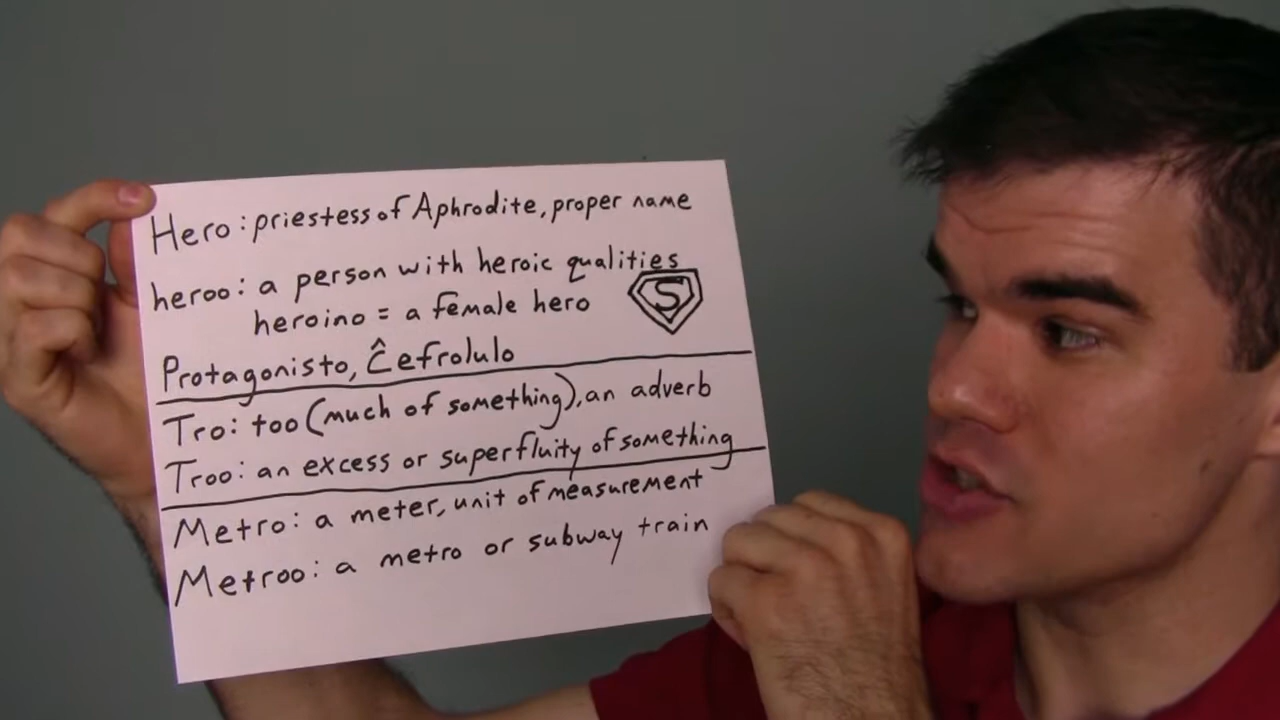 Hero: priestess of Aphrodite, proper name
heroo: a person with heroic qualities
heroino = a female hero
S
Protagonisto, Ĉefrolulo
Tro: too (much of something), an adverb
Troo: an excess or superfluity of something
Metro: a meter, unit of measurement
Metroo: a metro or subway train